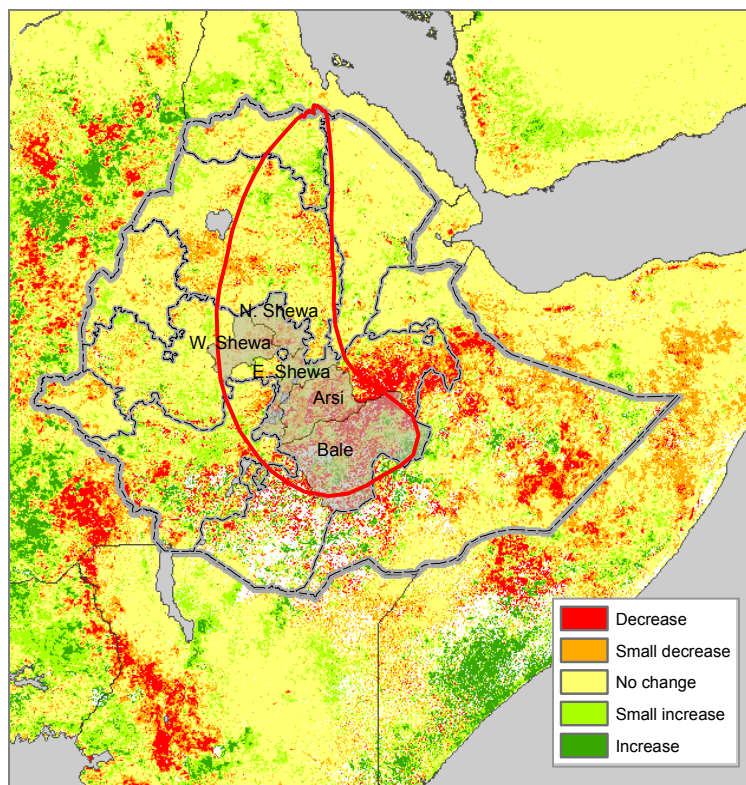 N. Shewa
W. Shewa
E. Shewa
Arsi
Bale
Decrease
Small decrease
No change
Small increase
Increase